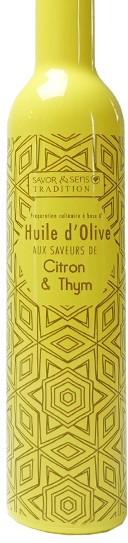 SAVOR & SENS
TRADITION
Préparation culinaire à base d'
Huile d'Olive
AUX SAVEURS DE
Citron
& Thym